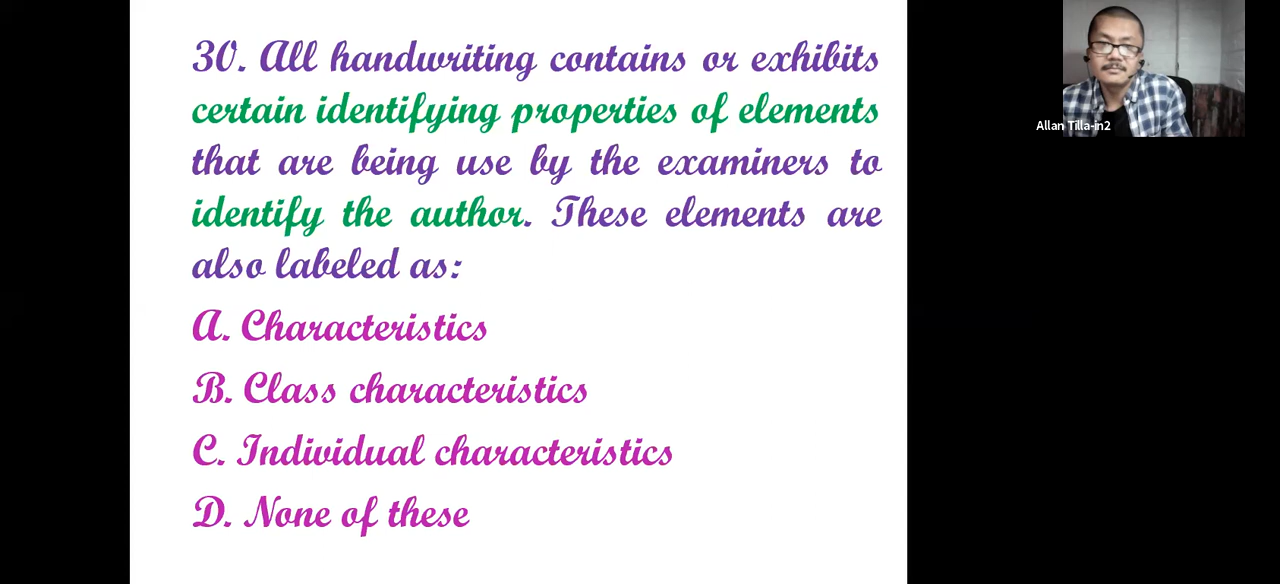 30. All handwriting contains or exhibits
certain identifying properties of elements
that are being use by the examiners to
identify the author. These elements are
also labeled as:
A. Characteristics
B. Class characteristics
C. Individual characteristics
D. None of these
Allan Tilla-in2